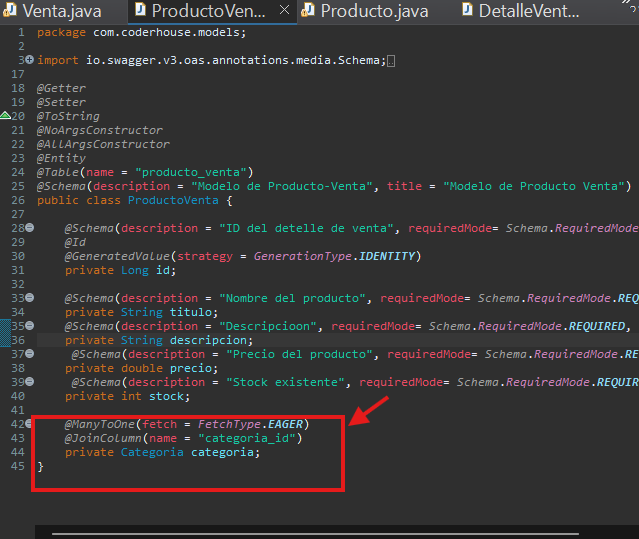 Venta.java
ProductoVen...
Producto.java
DetalleVent...
1 package com.coderhouse.models;
2
3 import io.swagger.v3.oas.annotations.media.Schema;
17
18 @Getter
19 @Setter
20 @ToString
21 @NoArgsConstructor
22 @AllArgsConstructor
23 @Entity
24 @Table(name = "producto_venta")
25 @Schema(description = "Modelo de Producto-Venta", title = "Modelo de Producto Venta")
26 public class ProductoVenta {
27
28 @Schema(description = "ID del detelle de venta", requiredMode= Schema.RequiredMode
29 @Id
30 @GeneratedValue(strategy = GenerationType.IDENTITY)
31 private Long id;
32
33 @Schema(description = "Nombre del producto", requiredMode= Schema.RequiredMode.REQ
34 private String titulo;
35 @Schema(description = "Descripcioon", requiredMode= Schema.RequiredMode.REQUIRED,
36 private String descripcion;
37 @Schema(description = "Precio del producto", requiredMode= Schema.RequiredMode.RE
38 private double precio;
39 @Schema(description = "Stock existente", requiredMode= Schema.RequiredMode.REQUIR
40 private int stock;
41
42 @ManyToOne(fetch = FetchType.EAGER)
43 @JoinColumn(name = "categoria_id")
44 private Categoria categoria;
45 }